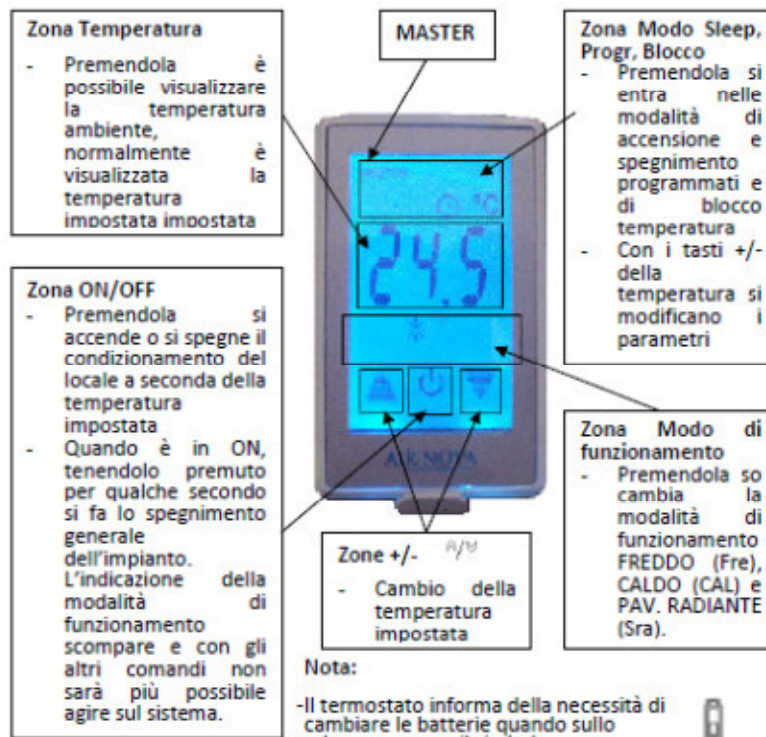 Zona Temperatura
- Premendola è
possibile visualizzare
la temperatura
ambiente,
normalmente è
visualizzata la
temperatura
impostata impostata
MASTER
Zona Modo Sleep,
Progr, Blocco
- Premendola si
entra nelle
modalità di
accensione e
spegnimento
programmati e
di blocco
temperatura
- Con i tasti +/-
della
temperatura si
modificano i
parametri
°C
24.5
AIR NOVA
Zona ON/OFF
- Premendola si
accende o si spegne il
condizionamento del
locale a seconda della
temperatura
impostata
- Quando è in ON,
tenendolo premuto
per qualche secondo
si fa lo spegnimento
generale
dell'impianto.
L'indicazione della
modalità di
funzionamento
scompare e con gli
altri comandi non
sarà più possibile
agire sul sistema.
Zone +/-
- Cambio della
temperatura
impostata
Zona Modo di
funzionamento
- Premendola so
cambia la
modalità di
funzionamento
FREDDO (Fre),
CALDO (CAL) e
PAV. RADIANTE
(Sra).
Nota:
-Il termostato informa della necessità di
cambiare le batterie quando sullo